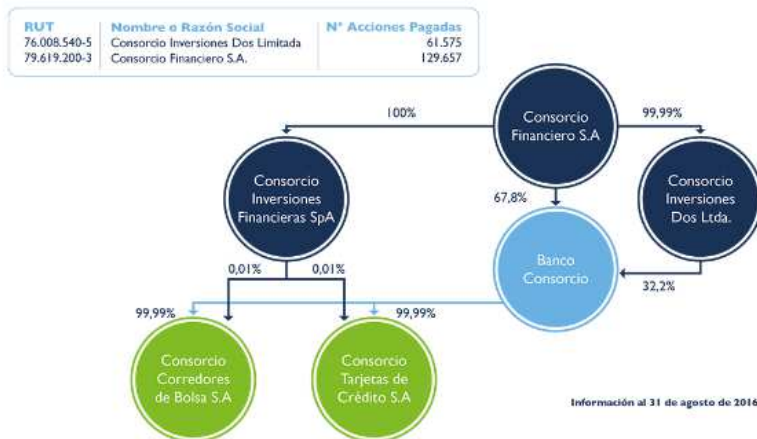 RUT Nombre o Razón Social N° Acciones Pagadas
76.008.540-5 Consorcio Inversiones Dos Limitada 61.575
79.619.200-3 Consorcio Financiero S.A. 129.657
100%
Consorcio
Financiero S.A
99,99%
Consorcio
Inversiones
Financieras SpA
67,8%
Consorcio
Inversiones
Dos Ltda.
0,01%
0,01%
Banco
Consorcio
32,2%
99,99%
99,99%
Consorcio
Corredores
de Bolsa S.A
Consorcio
Tarjetas de
Crédito S.A
Información al 31 de agosto de 2016